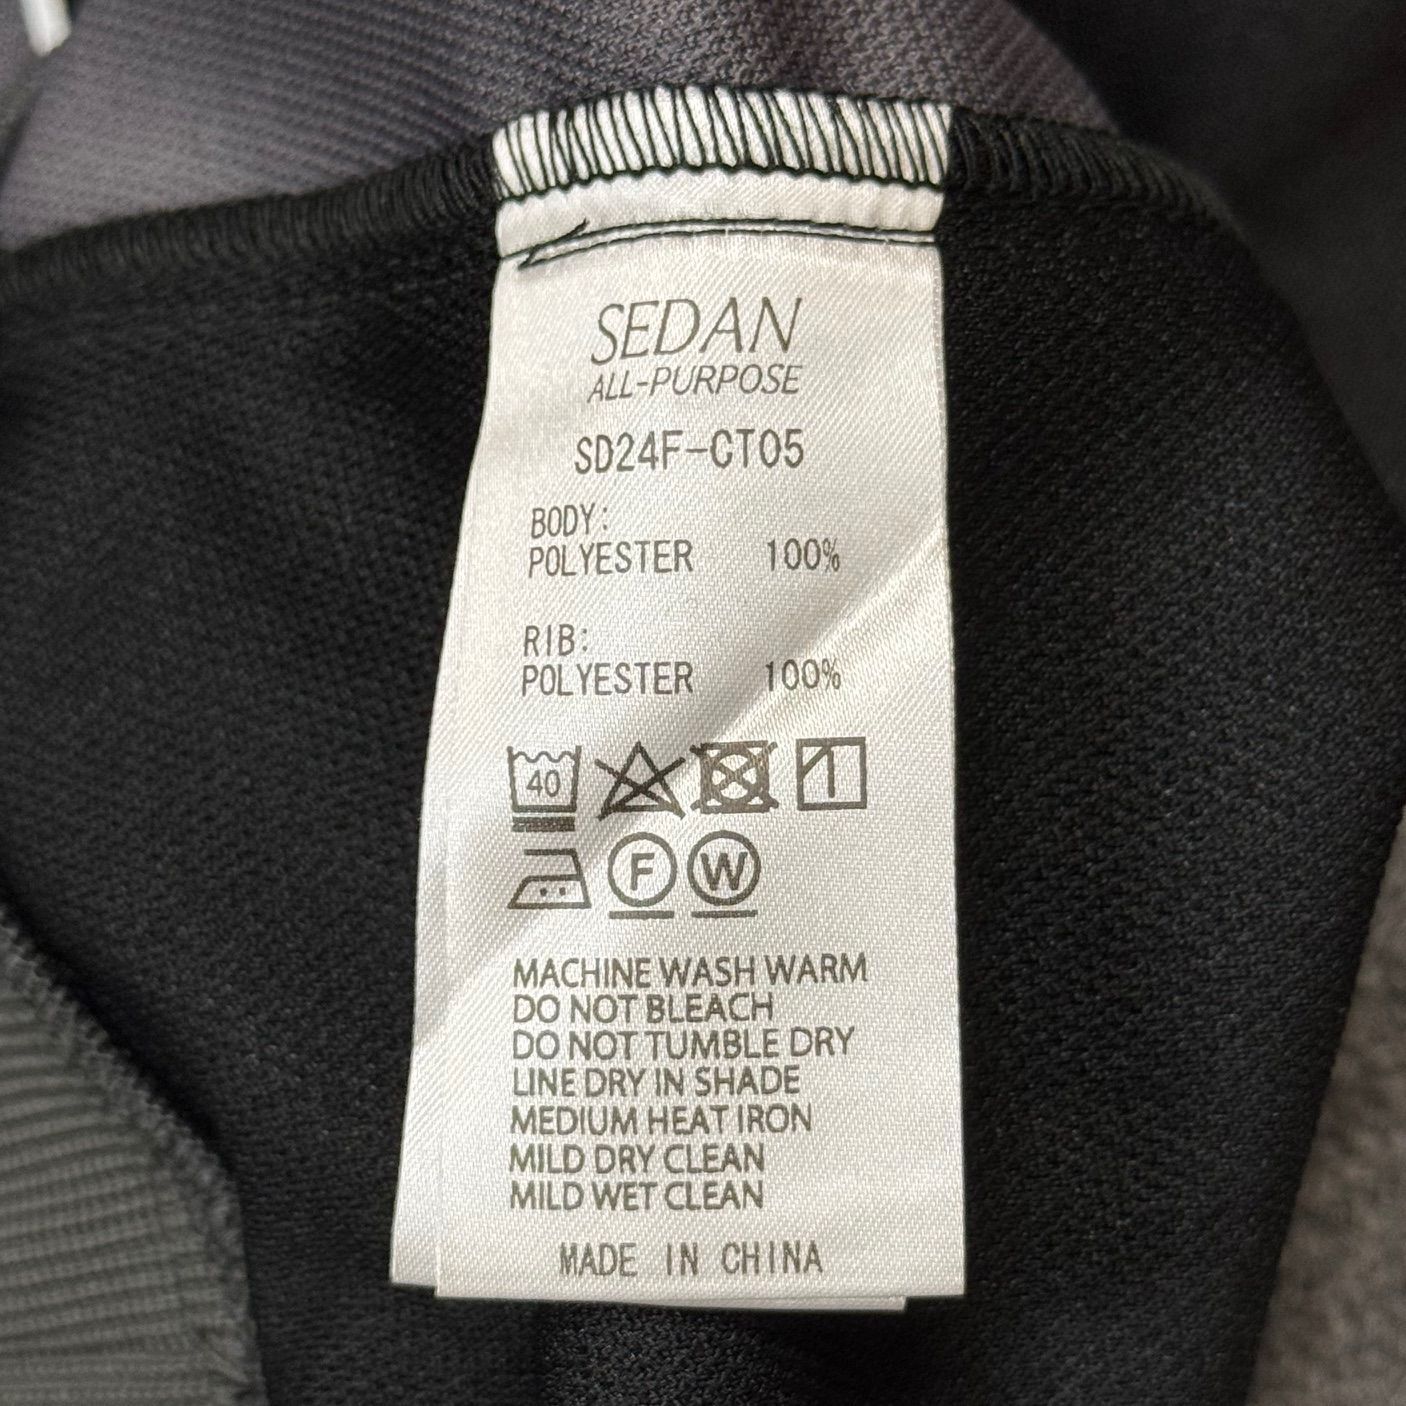 SEDAN
ALL-PURPOSE
SD24F-CT05
BODY:
POLYESTER 100%
RIB:
POLYESTER 100%
40
F W
MACHINE WASH WARM
DO NOT BLEACH
DO NOT TUMBLE DRY
LINE DRY IN SHADE
MEDIUM HEAT IRON
MILD DRY CLEAN
MILD WET CLEAN
MADE IN CHINA